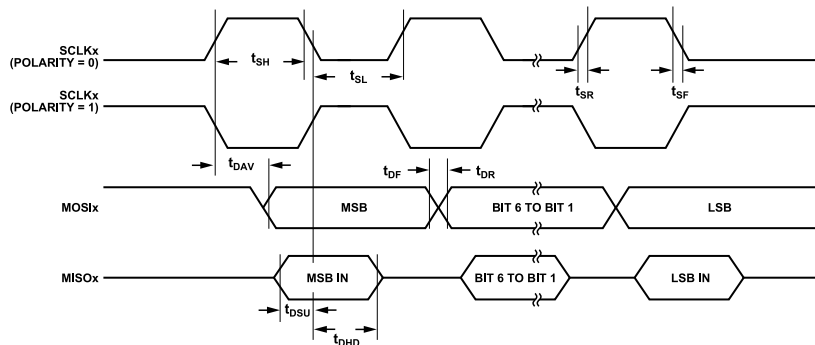 SCLKx
(POLARITY = 0)
tSH
tSL
tSR
tSF
SCLKx
(POLARITY = 1)
tDAV
tDF
tDR
MOSIx
MSB
BIT 6 TO BIT 1
LSB
MISOx
MSB IN
BIT 6 TO BIT 1
LSB IN
tDSU
tDHD